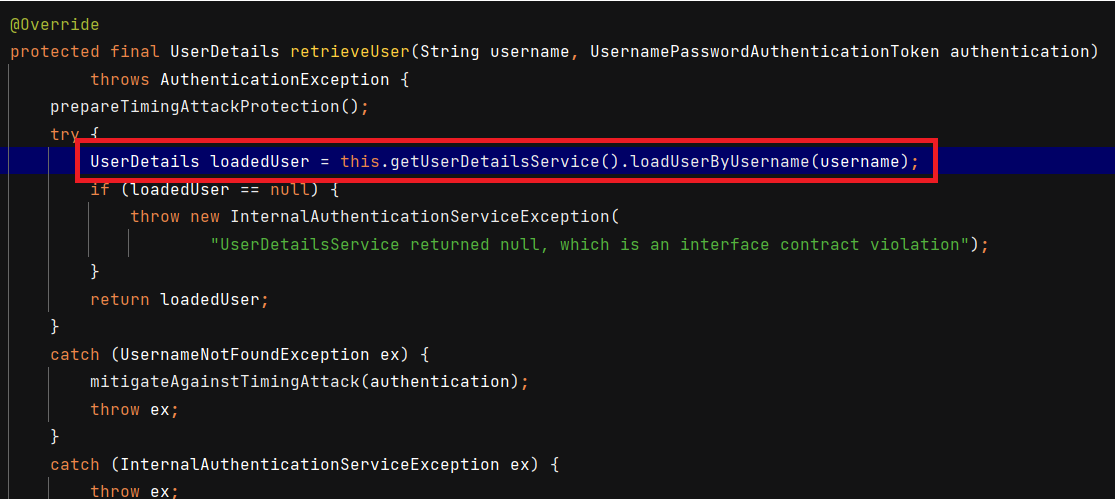 @Override
protected final UserDetails retrieveUser(String username, UsernamePasswordAuthenticationToken authentication)
throws AuthenticationException {
prepareTimingAttackProtection();
try {
UserDetails loadedUser = this.getUserDetailsService().loadUserByUsername(username);
if (loadedUser == null) {
throw new InternalAuthenticationServiceException(
"UserDetailsService returned null, which is an interface contract violation");
}
return loadedUser;
}
catch (UsernameNotFoundException ex) {
mitigateAgainstTimingAttack(authentication);
throw ex;
}
catch (InternalAuthenticationServiceException ex) {
throw ex;